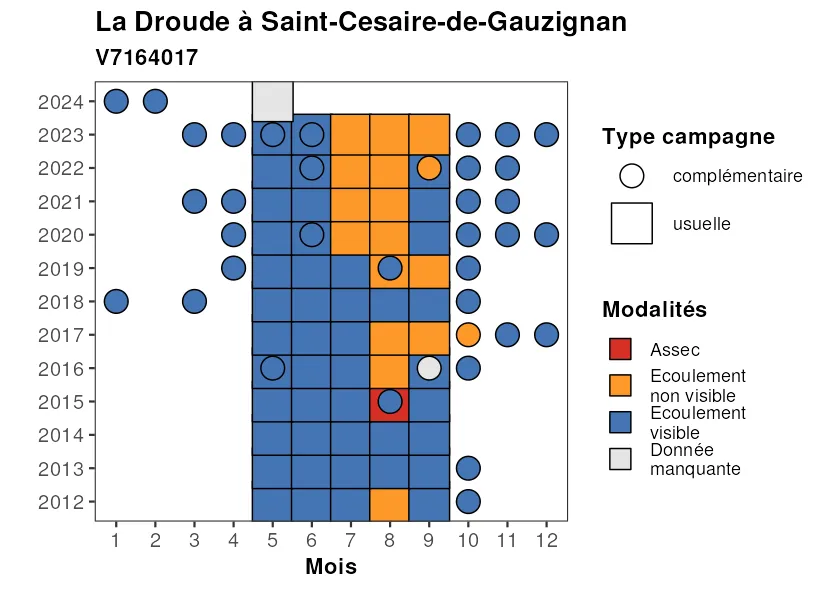 La Droude à Saint-Cesaire-de-Gauzignan
V7164017
2024
2023
2022
2021
2020
2019
2018
2017
2016
2015
2014
2013
2012
1 2 3 4 5 6 7 8 9 10 11 12
Mois
Type campagne
complémentaire
usuelle
Modalités
Assec
Ecoulement
non visible
Ecoulement
visible
Donnée
manquante